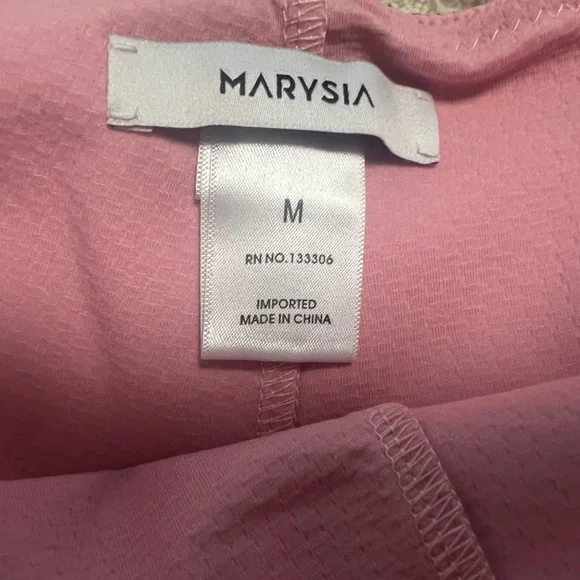 MARYSIA
M
RN NO.133306
IMPORTED
MADE IN CHINA